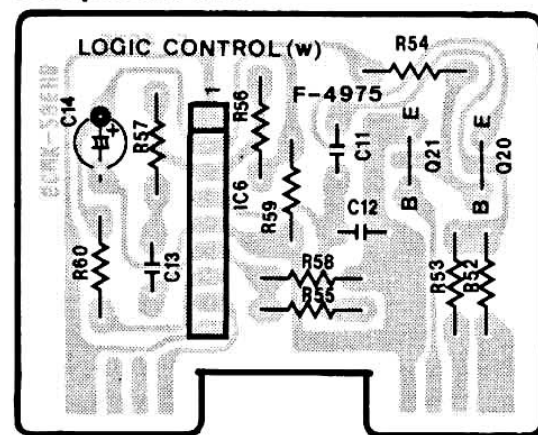 LOGIC CONTROL (w)
R54
F-4975
C14
+
-
R57
1
R56
IC6
R59
C11
C12
E
Q21
B
E
Q20
B
R60
C13
R58
R55
R53
R52